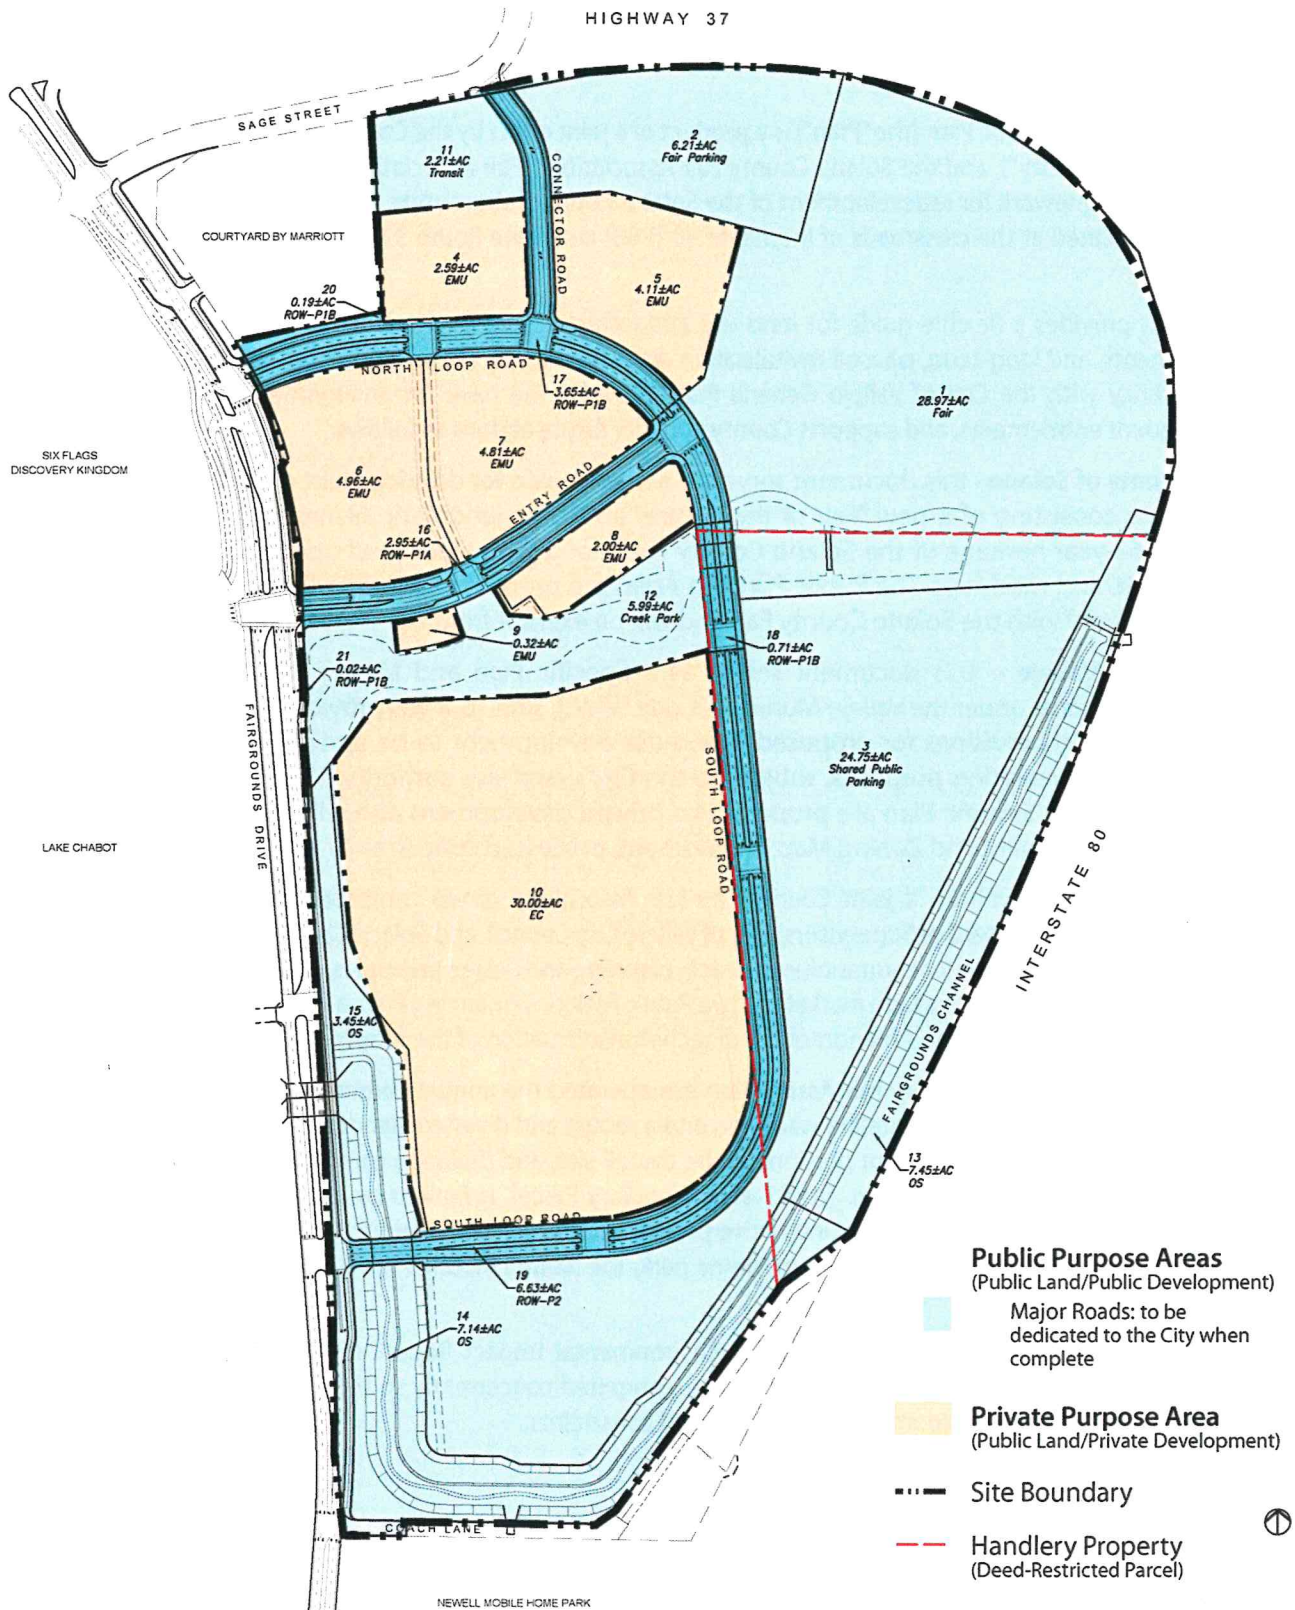 HIGHWAY 37
SAGE STREET
11
2.21±AC
Transit
CONNECTOR ROAD
2
6.21±AC
Fair Parking
COURTYARD BY MARRIOTT
4
2.59±AC
EMU
5
4.11±AC
EMU
20
0.19±AC
ROW-P1B
NORTH LOOP ROAD
17
3.65±AC
ROW-P1B
1
28.97±AC
Fair
SIX FLAGS
DISCOVERY KINGDOM
6
4.96±AC
EMU
7
4.81±AC
EMU
ENTRY ROAD
16
2.95±AC
ROW-P1A
8
2.00±AC
EMU
12
5.99±AC
Creek Park
9
0.32±AC
EMU
18
0.71±AC
ROW-P1B
21
0.02±AC
ROW-P1B
FAIRGROUNDS DRIVE
SOUTH LOOP ROAD
3
24.75±AC
Shared Public
Parking
LAKE CHABOT
INTERSTATE 80
10
30.00±AC
EC
15
3.45±AC
OS
FAIRGROUNDS CHANNEL
13
7.45±AC
OS
SOUTH LOOP ROAD
19
6.63±AC
ROW-P2
14
7.14±AC
OS
COACH LANE
NEWELL MOBILE HOME PARK
Public Purpose Areas
(Public Land/Public Development)
Major Roads: to be
dedicated to the City when
complete
Private Purpose Area
(Public Land/Private Development)
Site Boundary
Handlery Property
(Deed-Restricted Parcel)